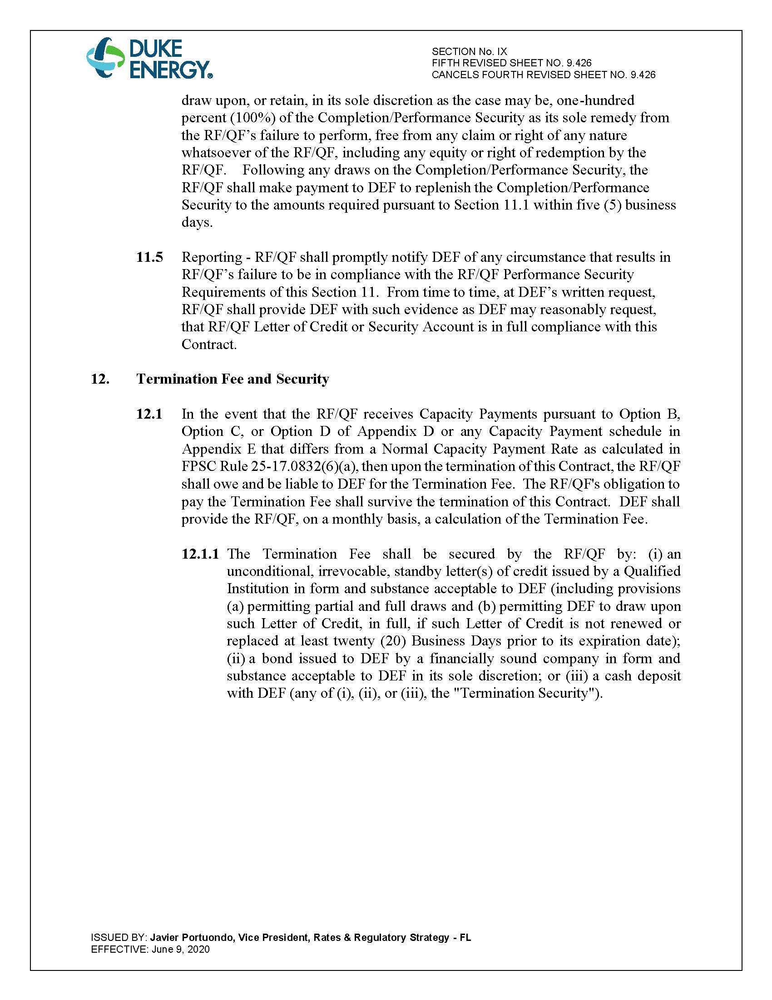 DUKE
ENERGY®
SECTION No. IX
FIFTH REVISED SHEET NO. 9.426
CANCELS FOURTH REVISED SHEET NO. 9.426
draw upon, or retain, in its sole discretion as the case may be, one-hundred
percent (100%) of the Completion/Performance Security as its sole remedy from
the RF/QF’s failure to perform, free from any claim or right of any nature
whatsoever of the RF/QF, including any equity or right of redemption by the
RF/QF. Following any draws on the Completion/Performance Security, the
RF/QF shall make payment to DEF to replenish the Completion/Performance
Security to the amounts required pursuant to Section 11.1 within five (5) business
days.
11.5 Reporting - RF/QF shall promptly notify DEF of any circumstance that results in
RF/QF’s failure to be in compliance with the RF/QF Performance Security
Requirements of this Section 11. From time to time, at DEF’s written request,
RF/QF shall provide DEF with such evidence as DEF may reasonably request,
that RF/QF Letter of Credit or Security Account is in full compliance with this
Contract.
12. Termination Fee and Security
12.1 In the event that the RF/QF receives Capacity Payments pursuant to Option B,
Option C, or Option D of Appendix D or any Capacity Payment schedule in
Appendix E that differs from a Normal Capacity Payment Rate as calculated in
FPSC Rule 25-17.0832(6)(a), then upon the termination of this Contract, the RF/QF
shall owe and be liable to DEF for the Termination Fee. The RF/QF's obligation to
pay the Termination Fee shall survive the termination of this Contract. DEF shall
provide the RF/QF, on a monthly basis, a calculation of the Termination Fee.
12.1.1 The Termination Fee shall be secured by the RF/QF by: (i) an
unconditional, irrevocable, standby letter(s) of credit issued by a Qualified
Institution in form and substance acceptable to DEF (including provisions
(a) permitting partial and full draws and (b) permitting DEF to draw upon
such Letter of Credit, in full, if such Letter of Credit is not renewed or
replaced at least twenty (20) Business Days prior to its expiration date);
(ii) a bond issued to DEF by a financially sound company in form and
substance acceptable to DEF in its sole discretion; or (iii) a cash deposit
with DEF (any of (i), (ii), or (iii), the "Termination Security").
ISSUED BY: Javier Portuondo, Vice President, Rates & Regulatory Strategy - FL
EFFECTIVE: June 9, 2020